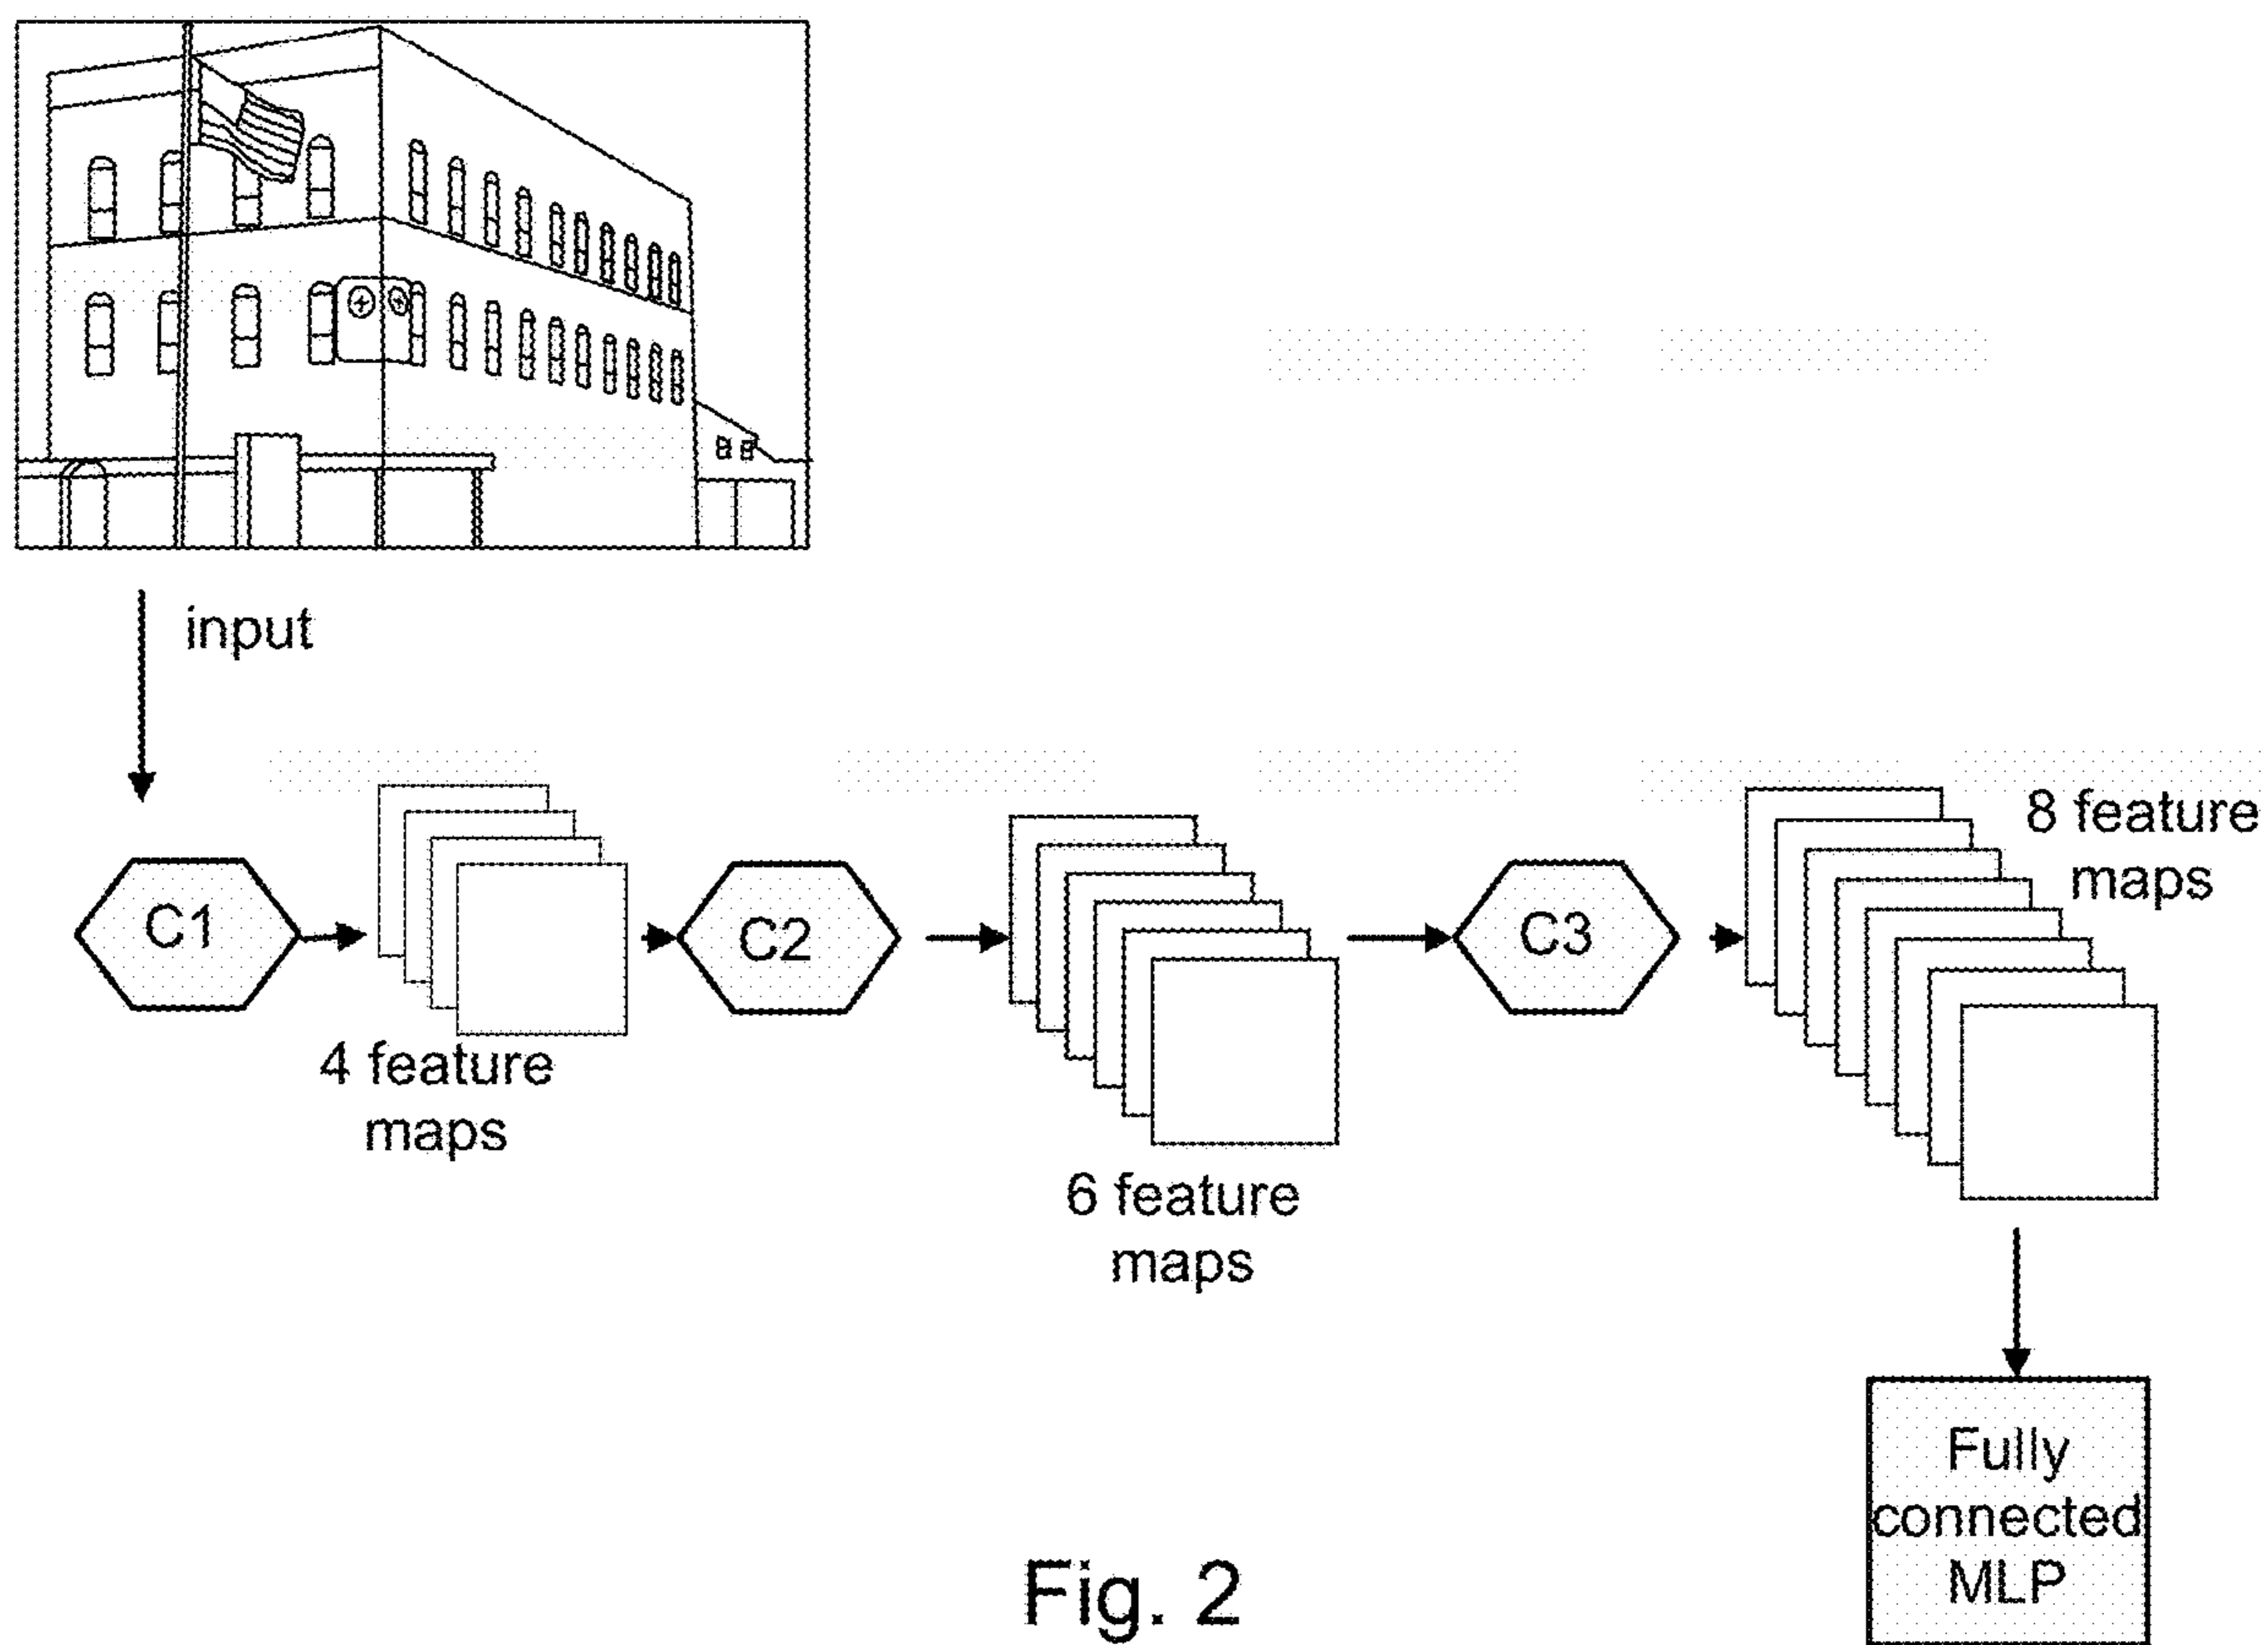 input
C1
4 feature
maps
C2
6 feature
maps
C3
8 feature
maps
Fully
connected
MLP
Fig. 2